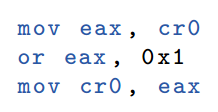 mov eax, cr0
or eax, 0x1
mov cr0, eax